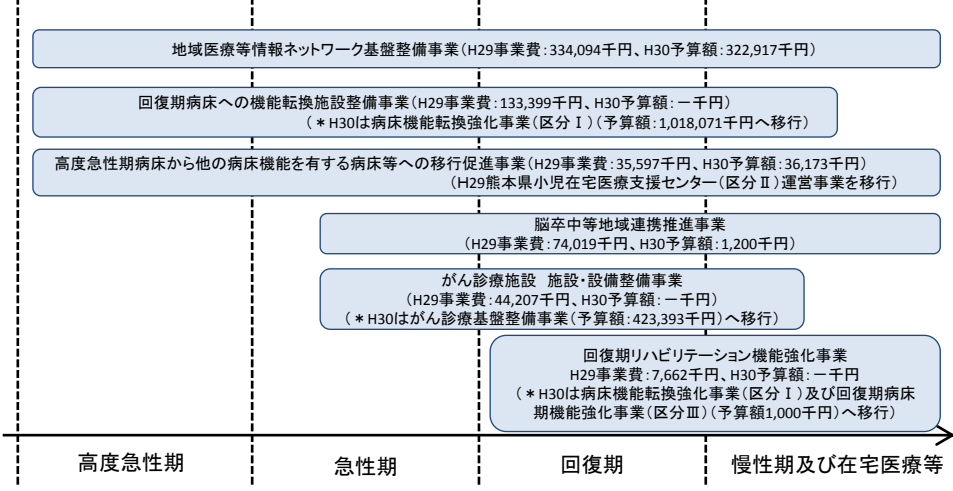 地域医療等情報ネットワーク基盤整備事業(H29事業費:334,094千円、H30予算額:322,917千円)
回復期病床への機能転換施設整備事業(H29事業費:133,399千円、H30予算額:－千円)
(＊H30は病床機能転換強化事業(区分Ⅰ)(予算額:1,018,071千円へ移行)
高度急性期病床から他の病床機能を有する病床等への移行促進事業(H29事業費:35,597千円、H30予算額:36,173千円)
(H29熊本県小児在宅医療支援センター(区分Ⅱ)運営事業を移行)
脳卒中等地域連携推進事業
(H29事業費:74,019千円、H30予算額:1,200千円)
がん診療施設 施設・設備整備事業
(H29事業費:44,207千円、H30予算額:－千円)
(＊H30はがん診療基盤整備事業(予算額:423,393千円)へ移行)
回復期リハビリテーション機能強化事業
H29事業費:7,662千円、H30予算額:－千円
(＊H30は病床機能転換強化事業(区分Ⅰ)及び回復期病床
期機能強化事業(区分Ⅲ)(予算額1,000千円)へ移行)
高度急性期
急性期
回復期
慢性期及び在宅医療等